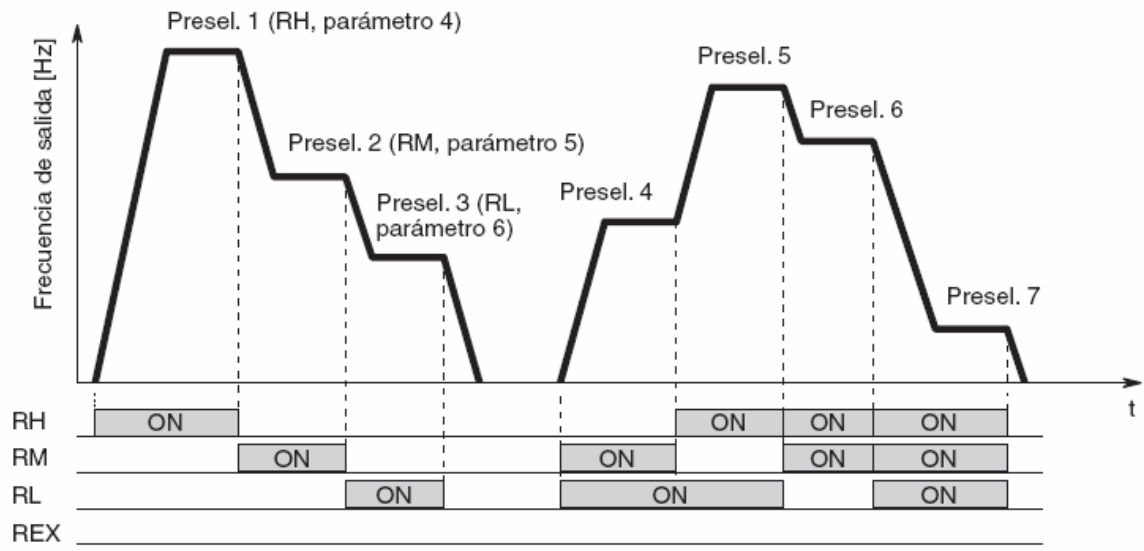 Presel. 1 (RH, parámetro 4)
Presel. 2 (RM, parámetro 5)
Presel. 3 (RL,
parámetro 6)
Presel. 4
Presel. 5
Presel. 6
Presel. 7
Frecuencia de salida [Hz]
t
RH ON ON ON ON
RM ON ON ON ON
RL ON ON ON
REX